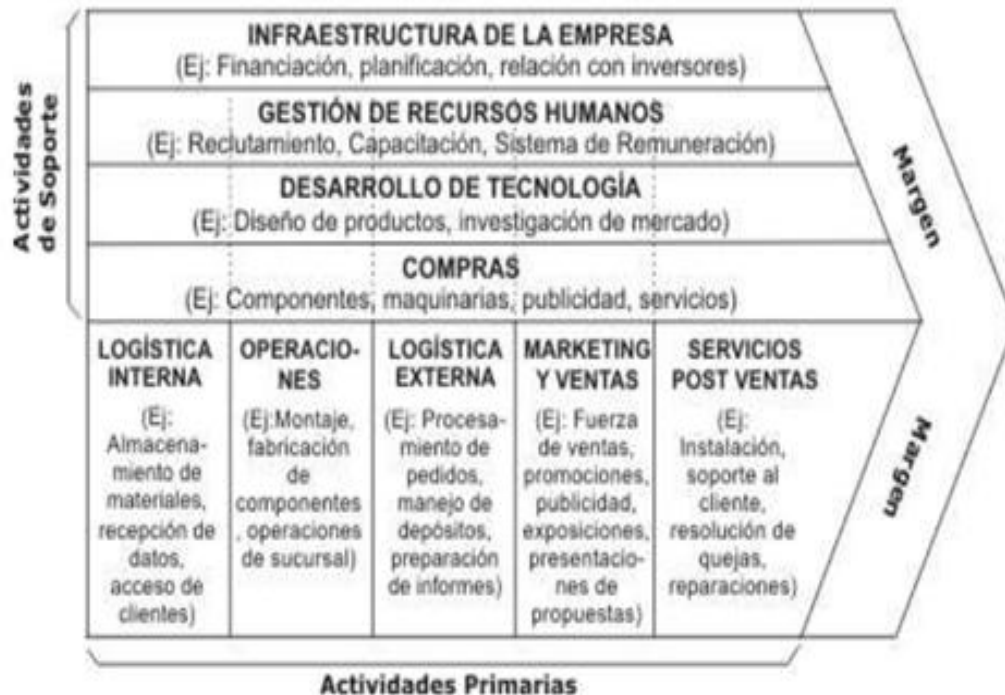 Actividades
de Soporte
INFRAESTRUCTURA DE LA EMPRESA
(Ej: Financiación, planificación, relación con inversores)
GESTIÓN DE RECURSOS HUMANOS
(Ej: Reclutamiento, Capacitación, Sistema de Remuneración)
DESARROLLO DE TECNOLOGÍA
(Ej: Diseño de productos, investigación de mercado)
COMPRAS
(Ej: Componentes, maquinarias, publicidad, servicios)
Margen
LOGÍSTICA
INTERNA
(Ej:
Almacena-
miento de
materiales,
recepción de
datos,
acceso de
clientes)
OPERACIO-
NES
(Ej:Montaje,
fabricación
de
componentes
, operaciones
de sucursal)
LOGÍSTICA
EXTERNA
(Ej: Procesa-
miento de
pedidos,
manejo de
depósitos,
preparación
de informes)
MARKETING
Y VENTAS
(Ej: Fuerza
de ventas,
promociones,
publicidad,
exposiciones,
presentacio-
nes de
propuestas)
SERVICIOS
POST VENTAS
(Ej:
Instalación,
soporte al
cliente,
resolución de
quejas,
reparaciones)
Margen
Actividades Primarias